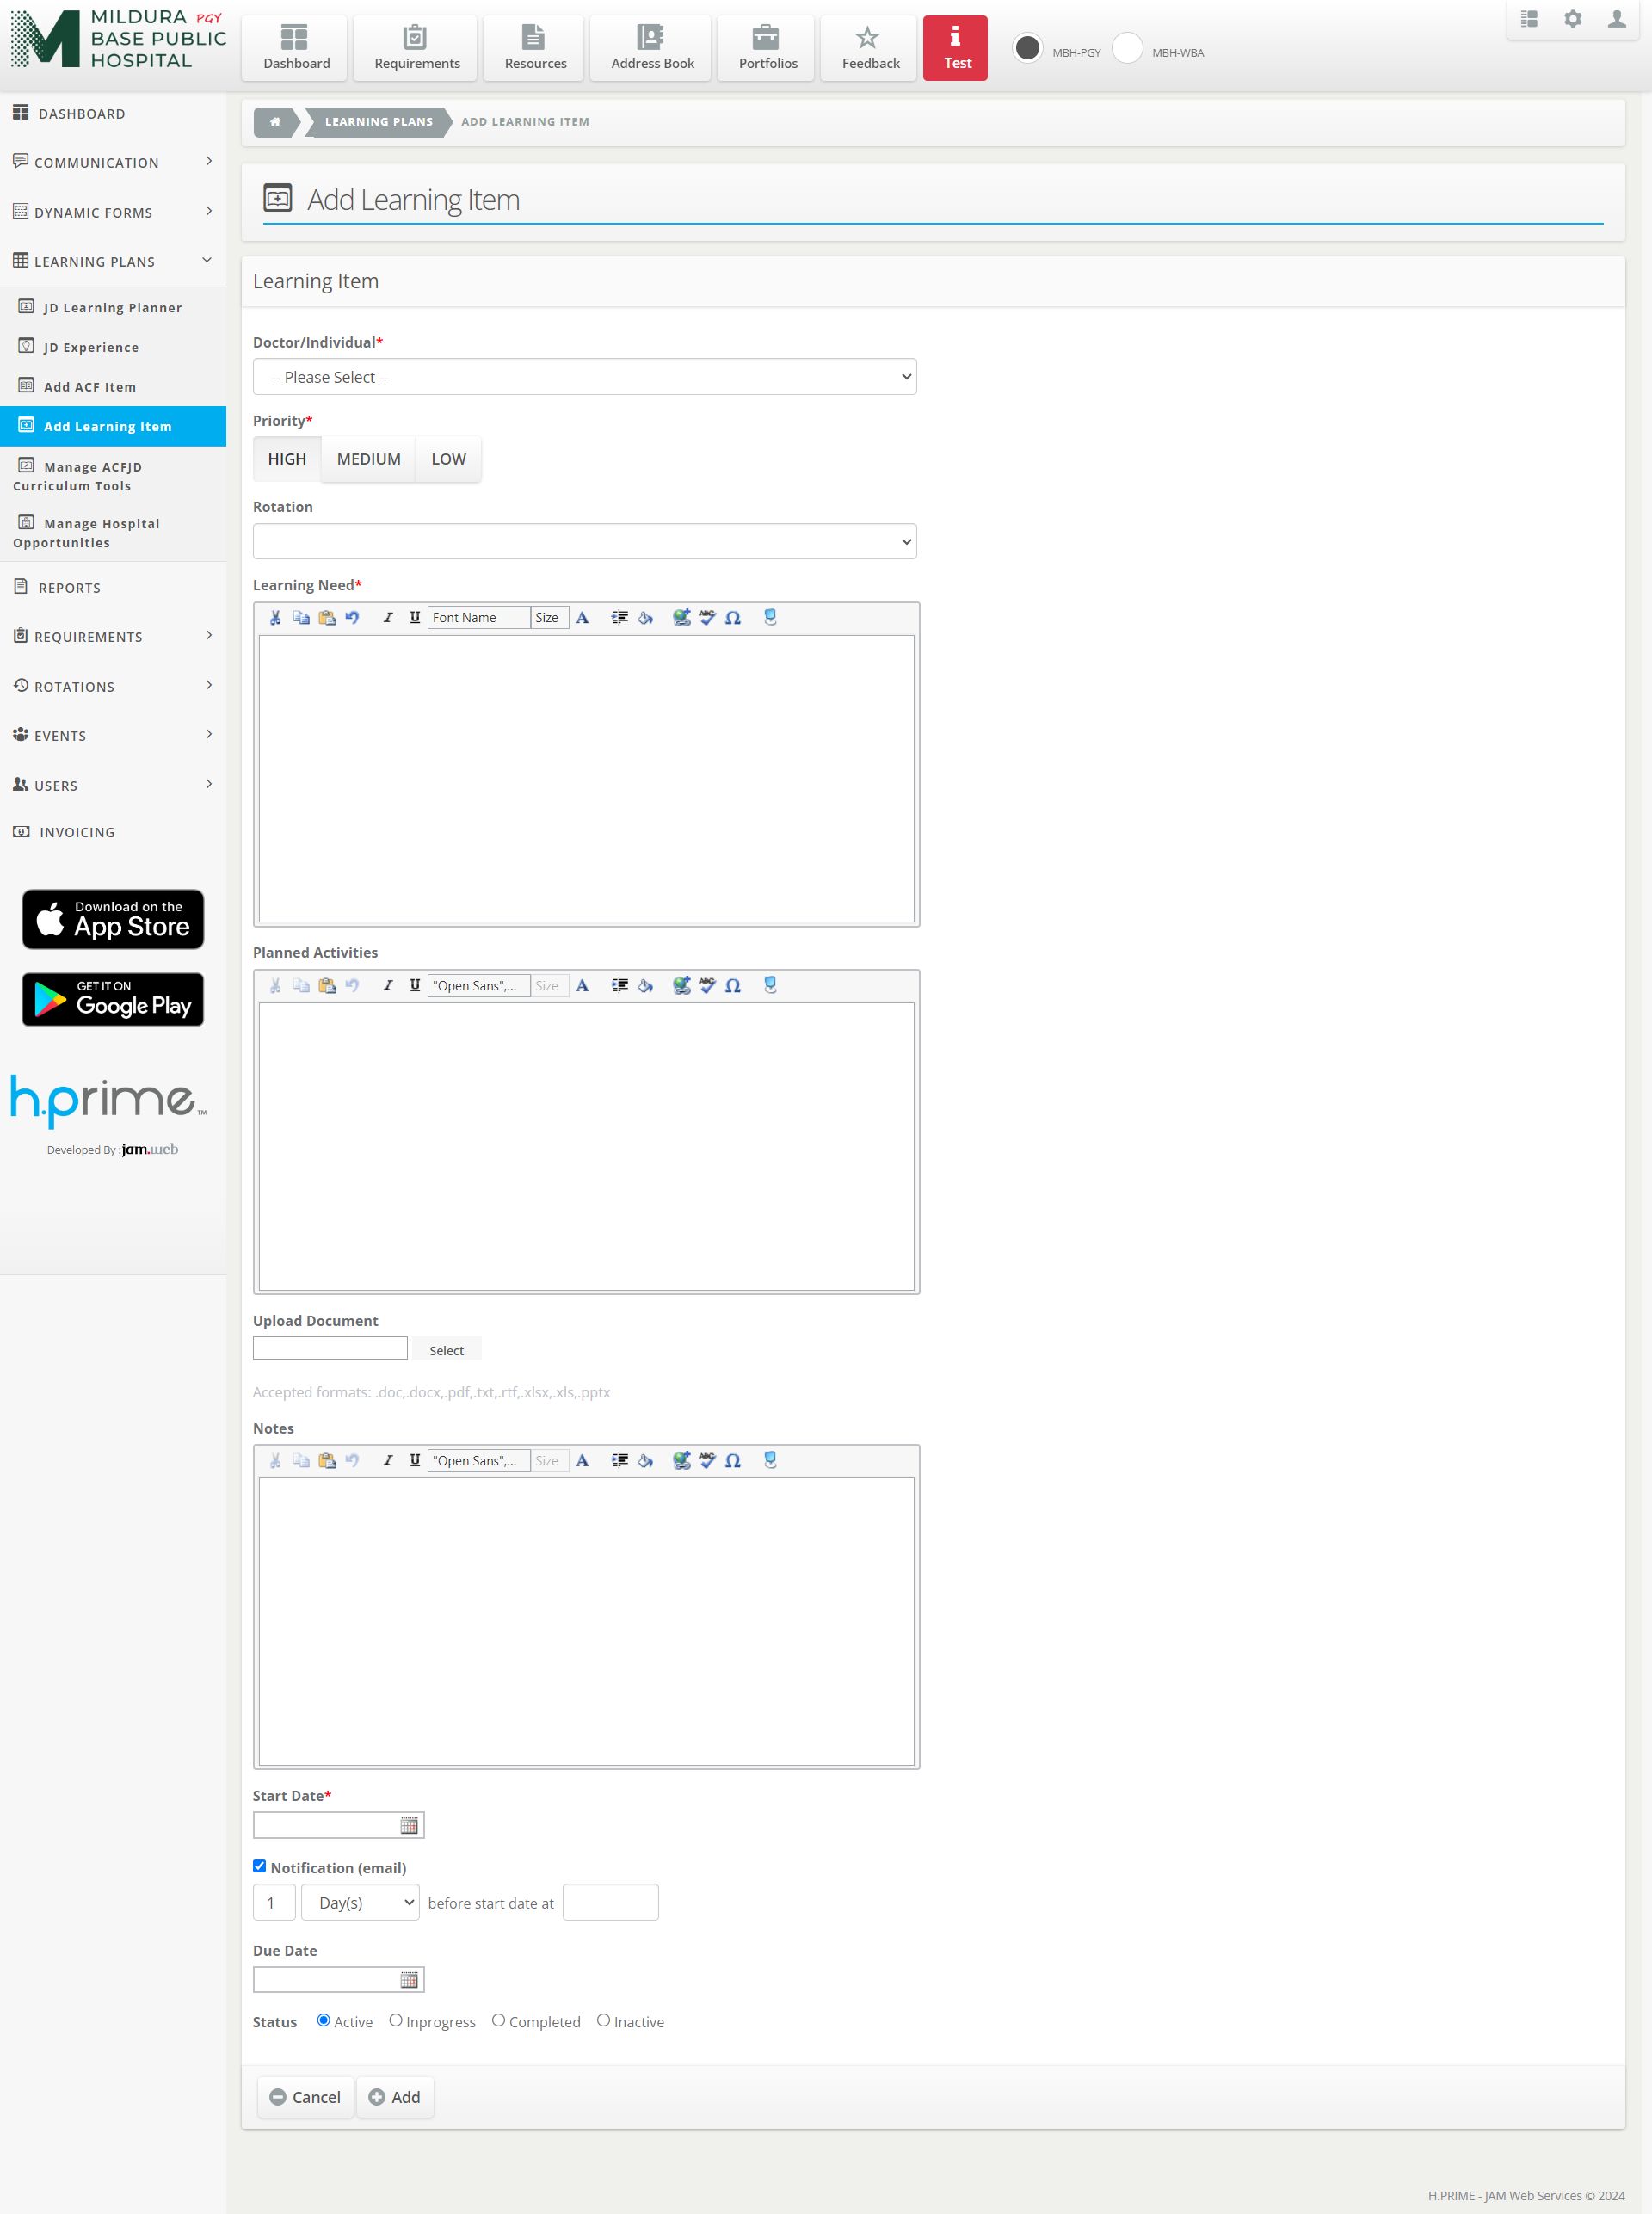 MILDURA PGY
BASE PUBLIC
HOSPITAL
Dashboard
Requirements
Resources
Address Book
Portfolios
Feedback
Test
MBH-PGY
MBH-WBA
DASHBOARD
COMMUNICATION
DYNAMIC FORMS
LEARNING PLANS
JD Learning Planner
JD Experience
Add ACF Item
Add Learning Item
Manage ACFJD
Curriculum Tools
Manage Hospital
Opportunities
REPORTS
REQUIREMENTS
ROTATIONS
EVENTS
USERS
INVOICING
Download on the
App Store
GET IT ON
Google Play
h.prime TM
Developed By : jam.web
LEARNING PLANS
ADD LEARNING ITEM
Add Learning Item
Learning Item
Doctor/Individual*
-- Please Select --
Priority*
HIGH MEDIUM LOW
Rotation
Learning Need*
I U Font Name Size A ABC Ω
Planned Activities
I U "Open Sans",... Size A ABC Ω
Upload Document
Select
Accepted formats: .doc,.docx,.pdf,.txt,.rtf,.xlsx,.xls,.pptx
Notes
I U "Open Sans",... Size A ABC Ω
Start Date*
Notification (email)
1 Day(s) before start date at
Due Date
Status Active Inprogress Completed Inactive
Cancel Add
H.PRIME - JAM Web Services © 2024